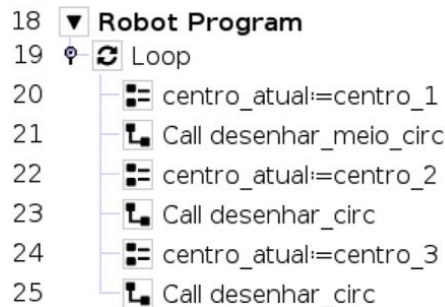 18 ▼ Robot Program
19 Loop
20 centro_atual≔centro_1
21 Call desenhar_meio_circ
22 centro_atual≔centro_2
23 Call desenhar_circ
24 centro_atual≔centro_3
25 Call desenhar_circ